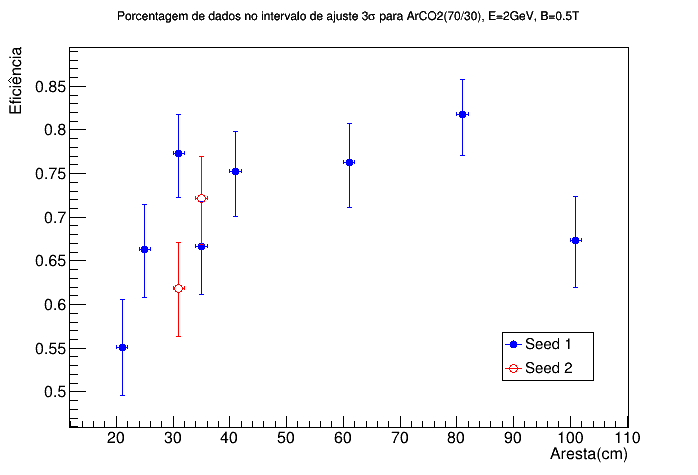 Porcentagem de dados no intervalo de ajuste 3σ para ArCO2(70/30), E=2GeV, B=0.5T
Eficiência
0.85
0.8
0.75
0.7
0.65
0.6
0.55
0.5
Seed 1
Seed 2
20 30 40 50 60 70 80 90 100 110
Aresta(cm)